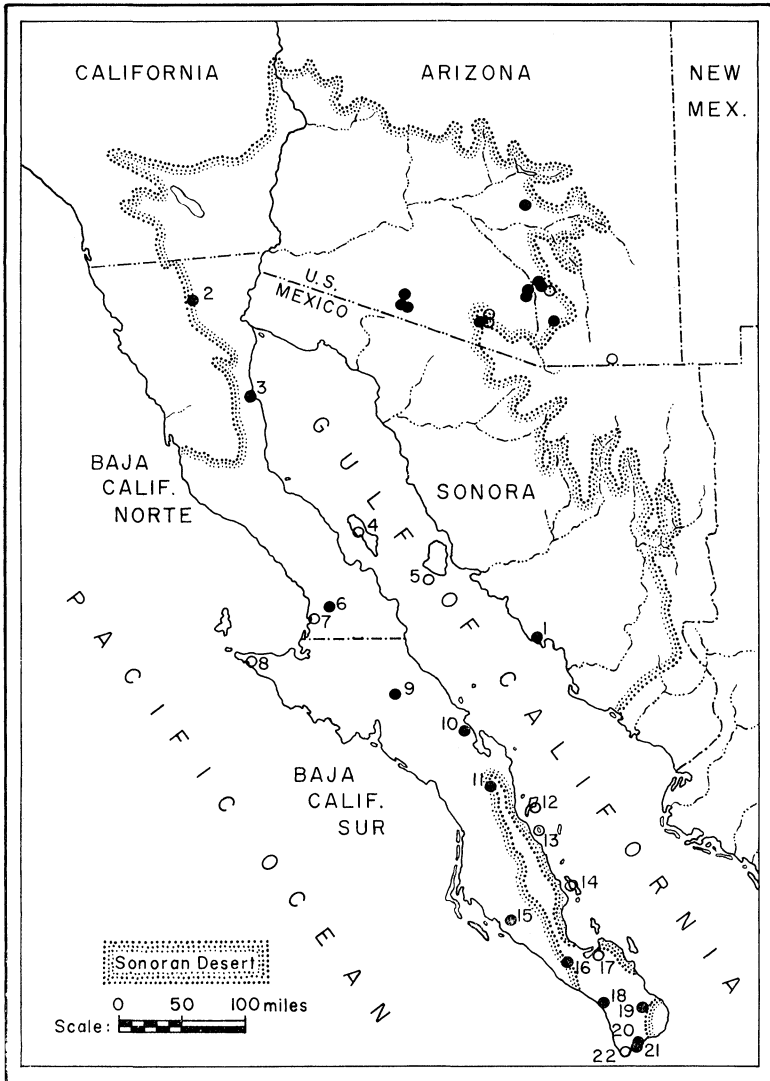 CALIFORNIA
ARIZONA
NEW
MEX.
U.S.
MEXICO
2
3
BAJA
CALIF.
NORTE
GULF OF CALIFORNIA
SONORA
4
5
6
7
1
8
9
10
PACIFIC OCEAN
BAJA
CALIF.
SUR
11
12
13
14
15
16
17
18
19
20
21
22
Sonoran Desert
0 50 100 miles
Scale: